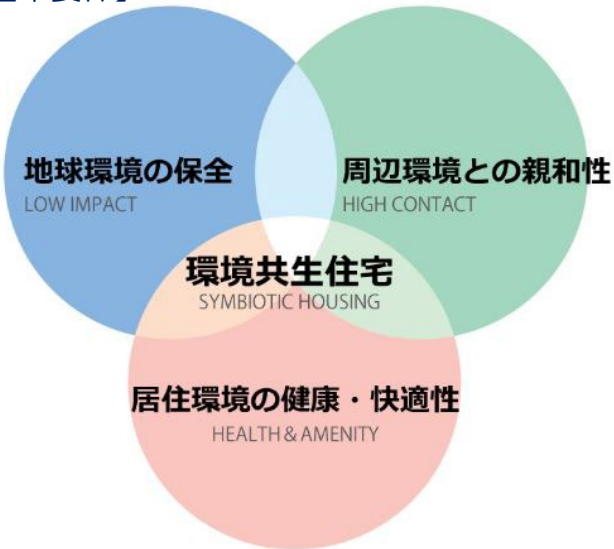 地球環境の保全
LOW IMPACT
周辺環境との親和性
HIGH CONTACT
環境共生住宅
SYMBIOTIC HOUSING
居住環境の健康・快適性
HEALTH & AMENITY